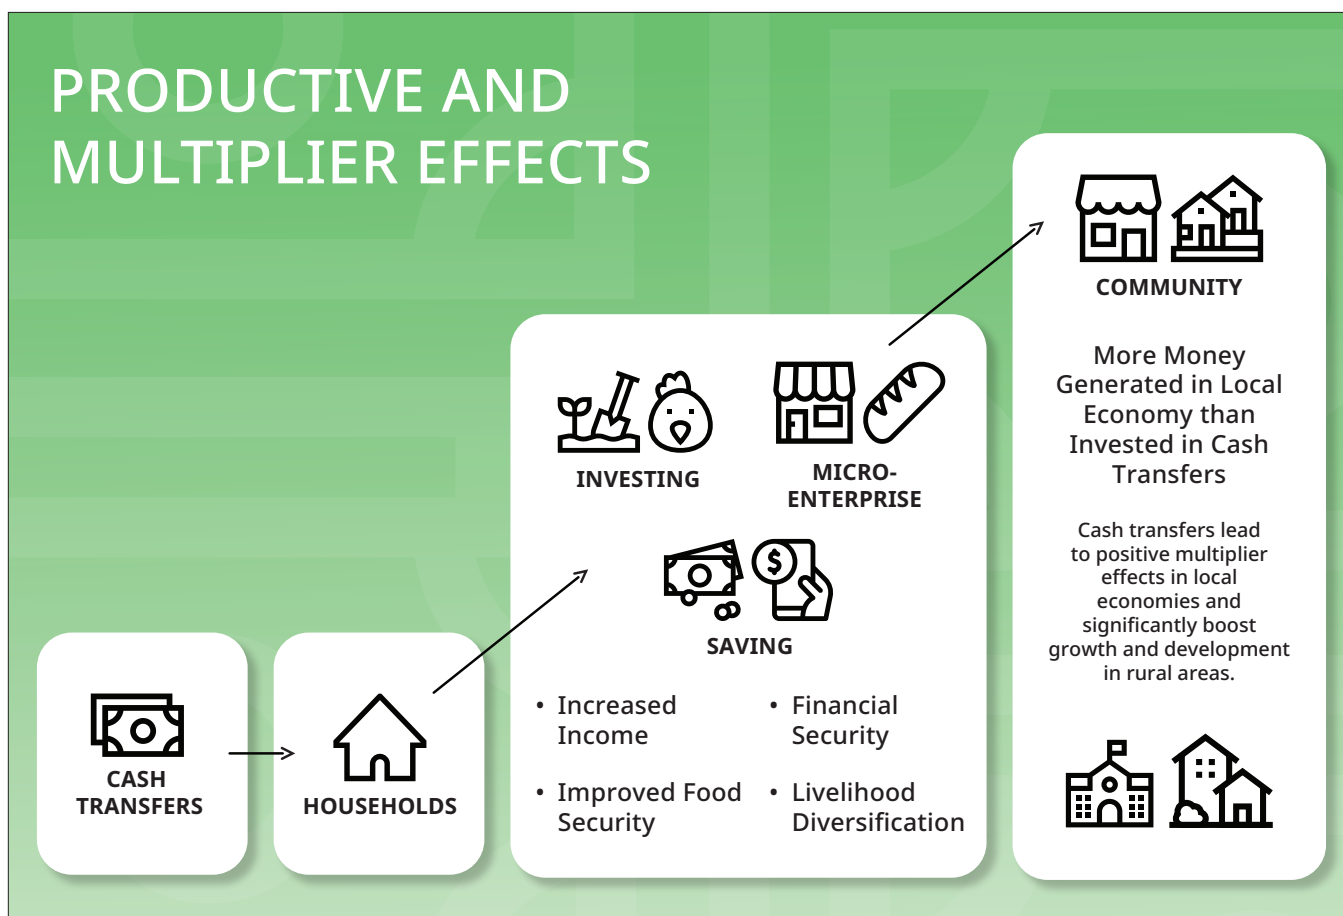 PRODUCTIVE AND
MULTIPLIER EFFECTS
CASH
TRANSFERS
HOUSEHOLDS
INVESTING
MICRO-
ENTERPRISE
$
SAVING
• Increased
Income
• Improved Food
Security
• Financial
Security
• Livelihood
Diversification
COMMUNITY
More Money
Generated in Local
Economy than
Invested in Cash
Transfers
Cash transfers lead
to positive multiplier
effects in local
economies and
significantly boost
growth and development
in rural areas.